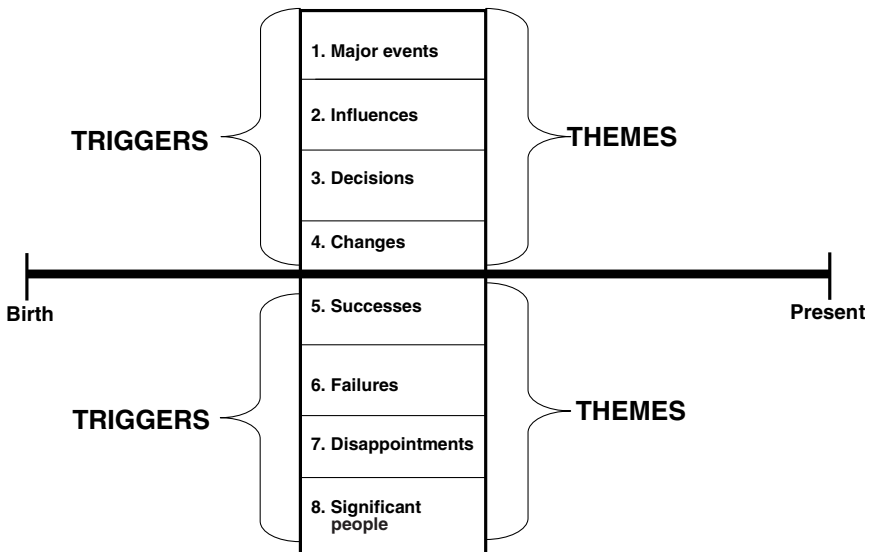 1. Major events
2. Influences
TRIGGERS
THEMES
3. Decisions
4. Changes
Birth
5. Successes
Present
6. Failures
TRIGGERS
THEMES
7. Disappointments
8. Significant
people